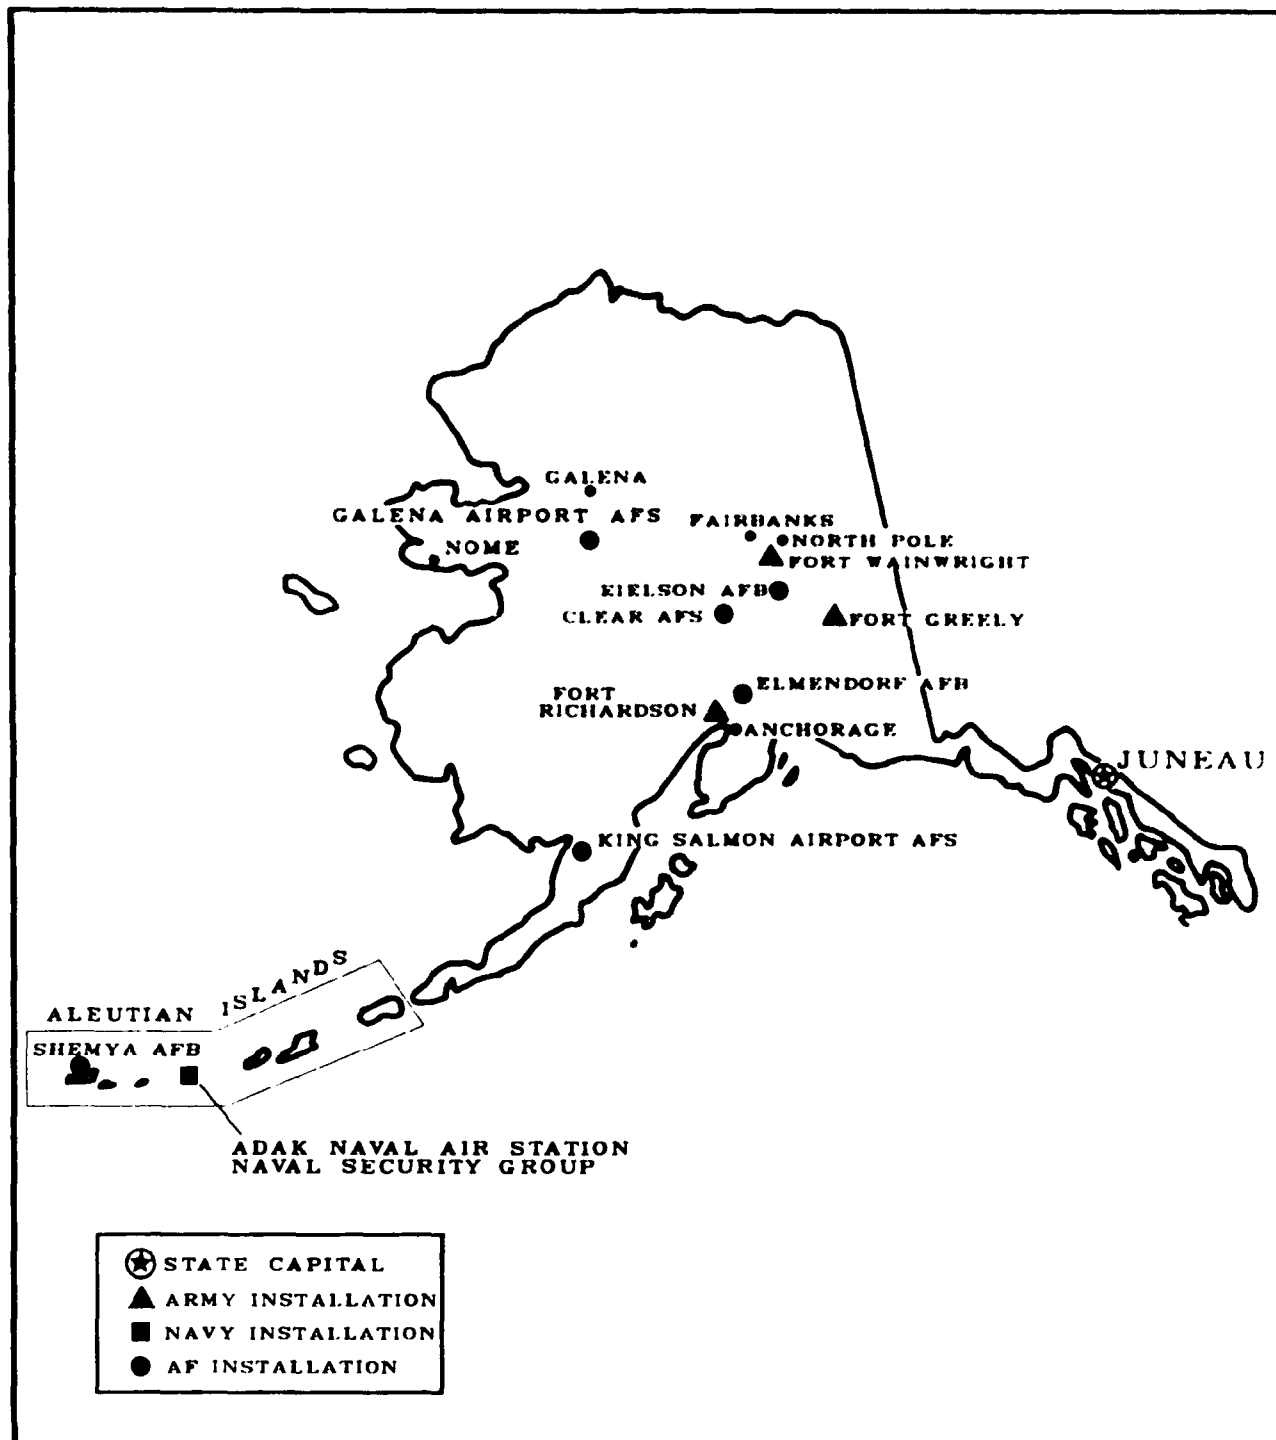 GALENA
GALENA AIRPORT AFS
NOME
FAIRBANKS
NORTH POLE
FORT WAINWRIGHT
EIELSON AFB
CLEAR AFS
FORT GREELY
ELMENDORF AFB
FORT
RICHARDSON
ANCHORAGE
JUNEAU
KING SALMON AIRPORT AFS
ALEUTIAN ISLANDS
SHEMYA AFB
ADAK NAVAL AIR STATION
NAVAL SECURITY GROUP
STATE CAPITAL
ARMY INSTALLATION
NAVY INSTALLATION
AF INSTALLATION